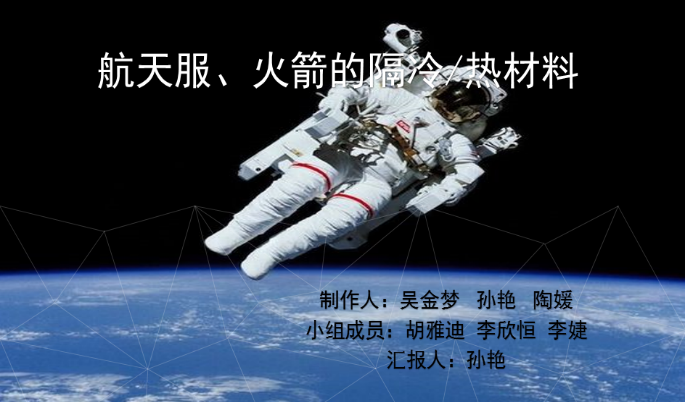 航天服、火箭的隔冷/热材料
制作人：吴金梦 孙艳 陶媛
小组成员：胡雅迪 李欣恒 李婕
汇报人：孙艳